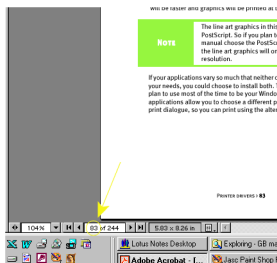 will be faster and graphics will be printed at
NOTE
The line art graphics in this
PostScript. So if you plan to
manual choose the PostSc
the line art graphics will on
resolution.
If your applications vary so much that neither o
your needs, you could choose to install both. T
plan to use most of the time to be your Windo
applications allow you to choose a different p
print dialogue, so you can print using the alter
PRINTER DRIVERS • 83
104% 83 of 244 5.83 x 8.26 in
Lotus Notes Desktop Exploring - GB ma
Adobe Acrobat - [... Jasc Paint Shop